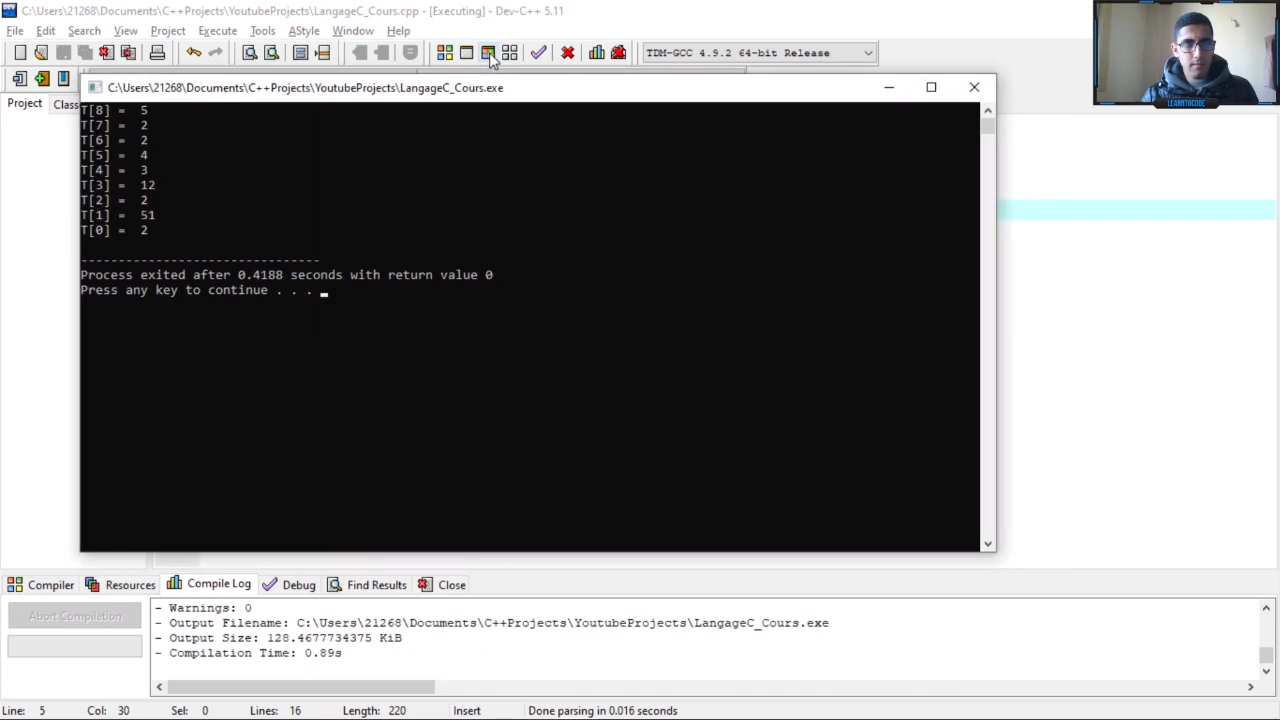 C:\Users\21268\Documents\C++Projects\YoutubeProjects\LangageC_Cours.cpp - [Executing] - Dev-C++ 5.11
File Edit Search View Project Execute Tools AStyle Window Help
TDM-GCC 4.9.2 64-bit Release
LEARNTOCODE
Project Class
C:\Users\21268\Documents\C++Projects\YoutubeProjects\LangageC_Cours.exe
T[8] = 5
T[7] = 2
T[6] = 2
T[5] = 4
T[4] = 3
T[3] = 12
T[2] = 2
T[1] = 51
T[0] = 2
--------------------------------
Process exited after 0.4188 seconds with return value 0
Press any key to continue . . . _
Compiler Resources Compile Log Debug Find Results Close
Abort Compilation
- Warnings: 0
- Output Filename: C:\Users\21268\Documents\C++Projects\YoutubeProjects\LangageC_Cours.exe
- Output Size: 128.4677734375 KiB
- Compilation Time: 0.89s
Line: 5 Col: 30 Sel: 0 Lines: 16 Length: 220 Insert Done parsing in 0.016 seconds